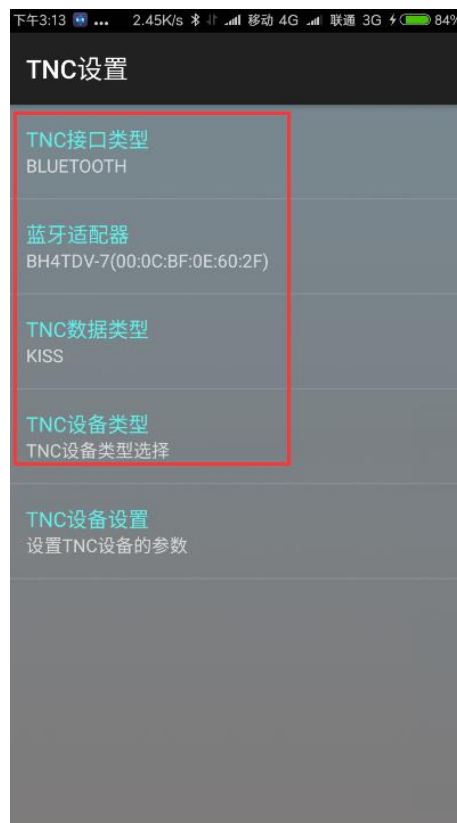 下午3:13 ... 2.45K/s 移动 4G 联通 3G 84%
TNC设置
TNC接口类型
BLUETOOTH
蓝牙适配器
BH4TDV-7(00:0C:BF:0E:60:2F)
TNC数据类型
KISS
TNC设备类型
TNC设备类型选择
TNC设备设置
设置TNC设备的参数